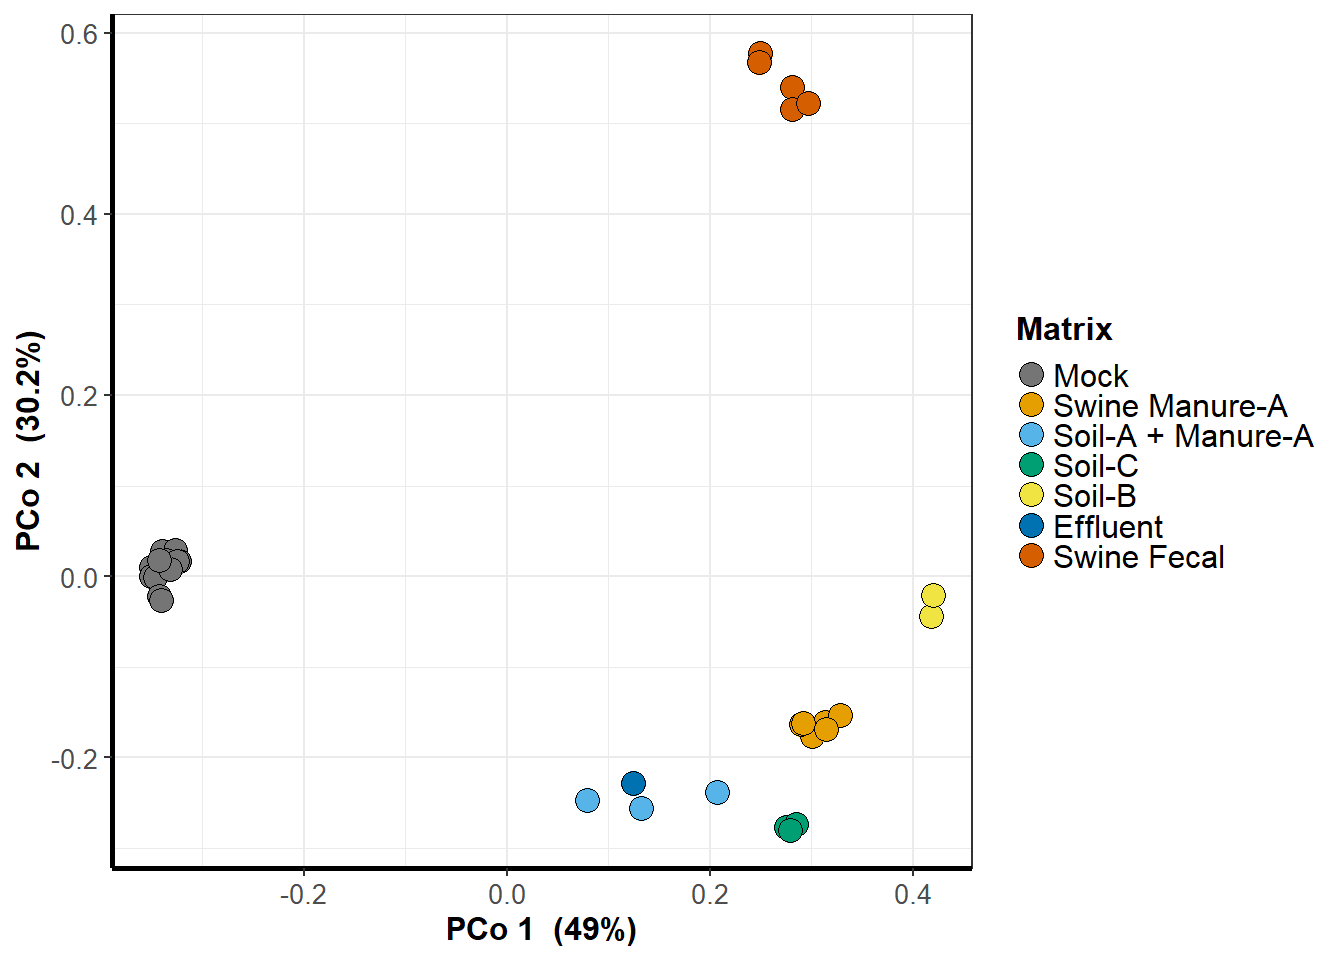 0.6
0.4
0.2
0.0
-0.2
PCo 2 (30.2%)
-0.2
0.0
0.2
0.4
PCo 1 (49%)
Matrix
Mock
Swine Manure-A
Soil-A + Manure-A
Soil-C
Soil-B
Effluent
Swine Fecal